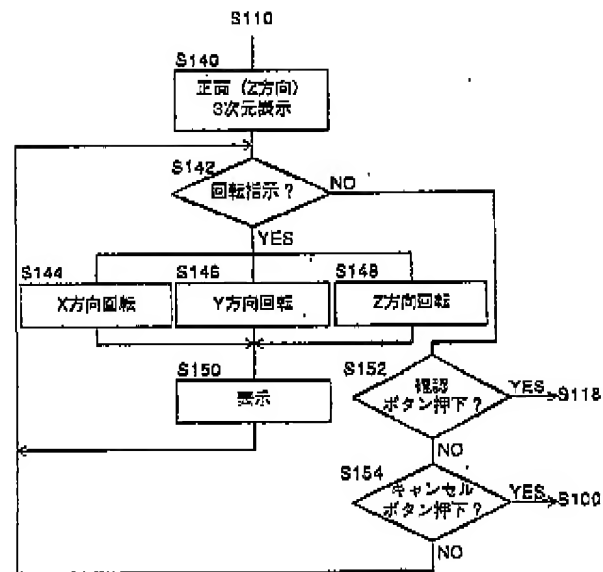 S110
S140
正面（Z方向）
3次元表示
S142
回転指示？
NO
YES
S144
X方向回転
S146
Y方向回転
S148
Z方向回転
S150
表示
S152
確認
ボタン押下？
YES
S118
NO
S154
キャンセル
ボタン押下？
YES
S100
NO